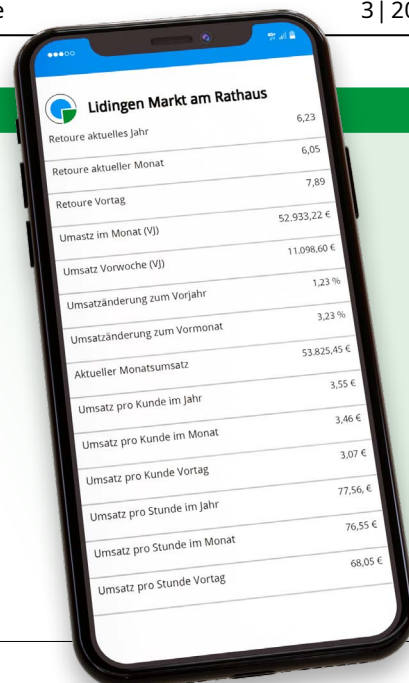 e
3 | 20
Lidingen Markt am Rathaus
Retoure aktuelles Jahr 6,23
Retoure aktueller Monat 6,05
Retoure Vortag 7,89
Umastz im Monat (VJ) 52.933,22 €
Umsatz Vorwoche (VJ) 11.098,60 €
Umsatzänderung zum Vorjahr 1,23 %
Umsatzänderung zum Vormonat 3,23 %
Aktueller Monatsumsatz 53.825,45 €
Umsatz pro Kunde im Jahr 3,55 €
Umsatz pro Kunde im Monat 3,46 €
Umsatz pro Kunde Vortag 3,07 €
Umsatz pro Stunde im Jahr 77,56, €
Umsatz pro Stunde im Monat 76,55 €
Umsatz pro Stunde Vortag 68,05 €